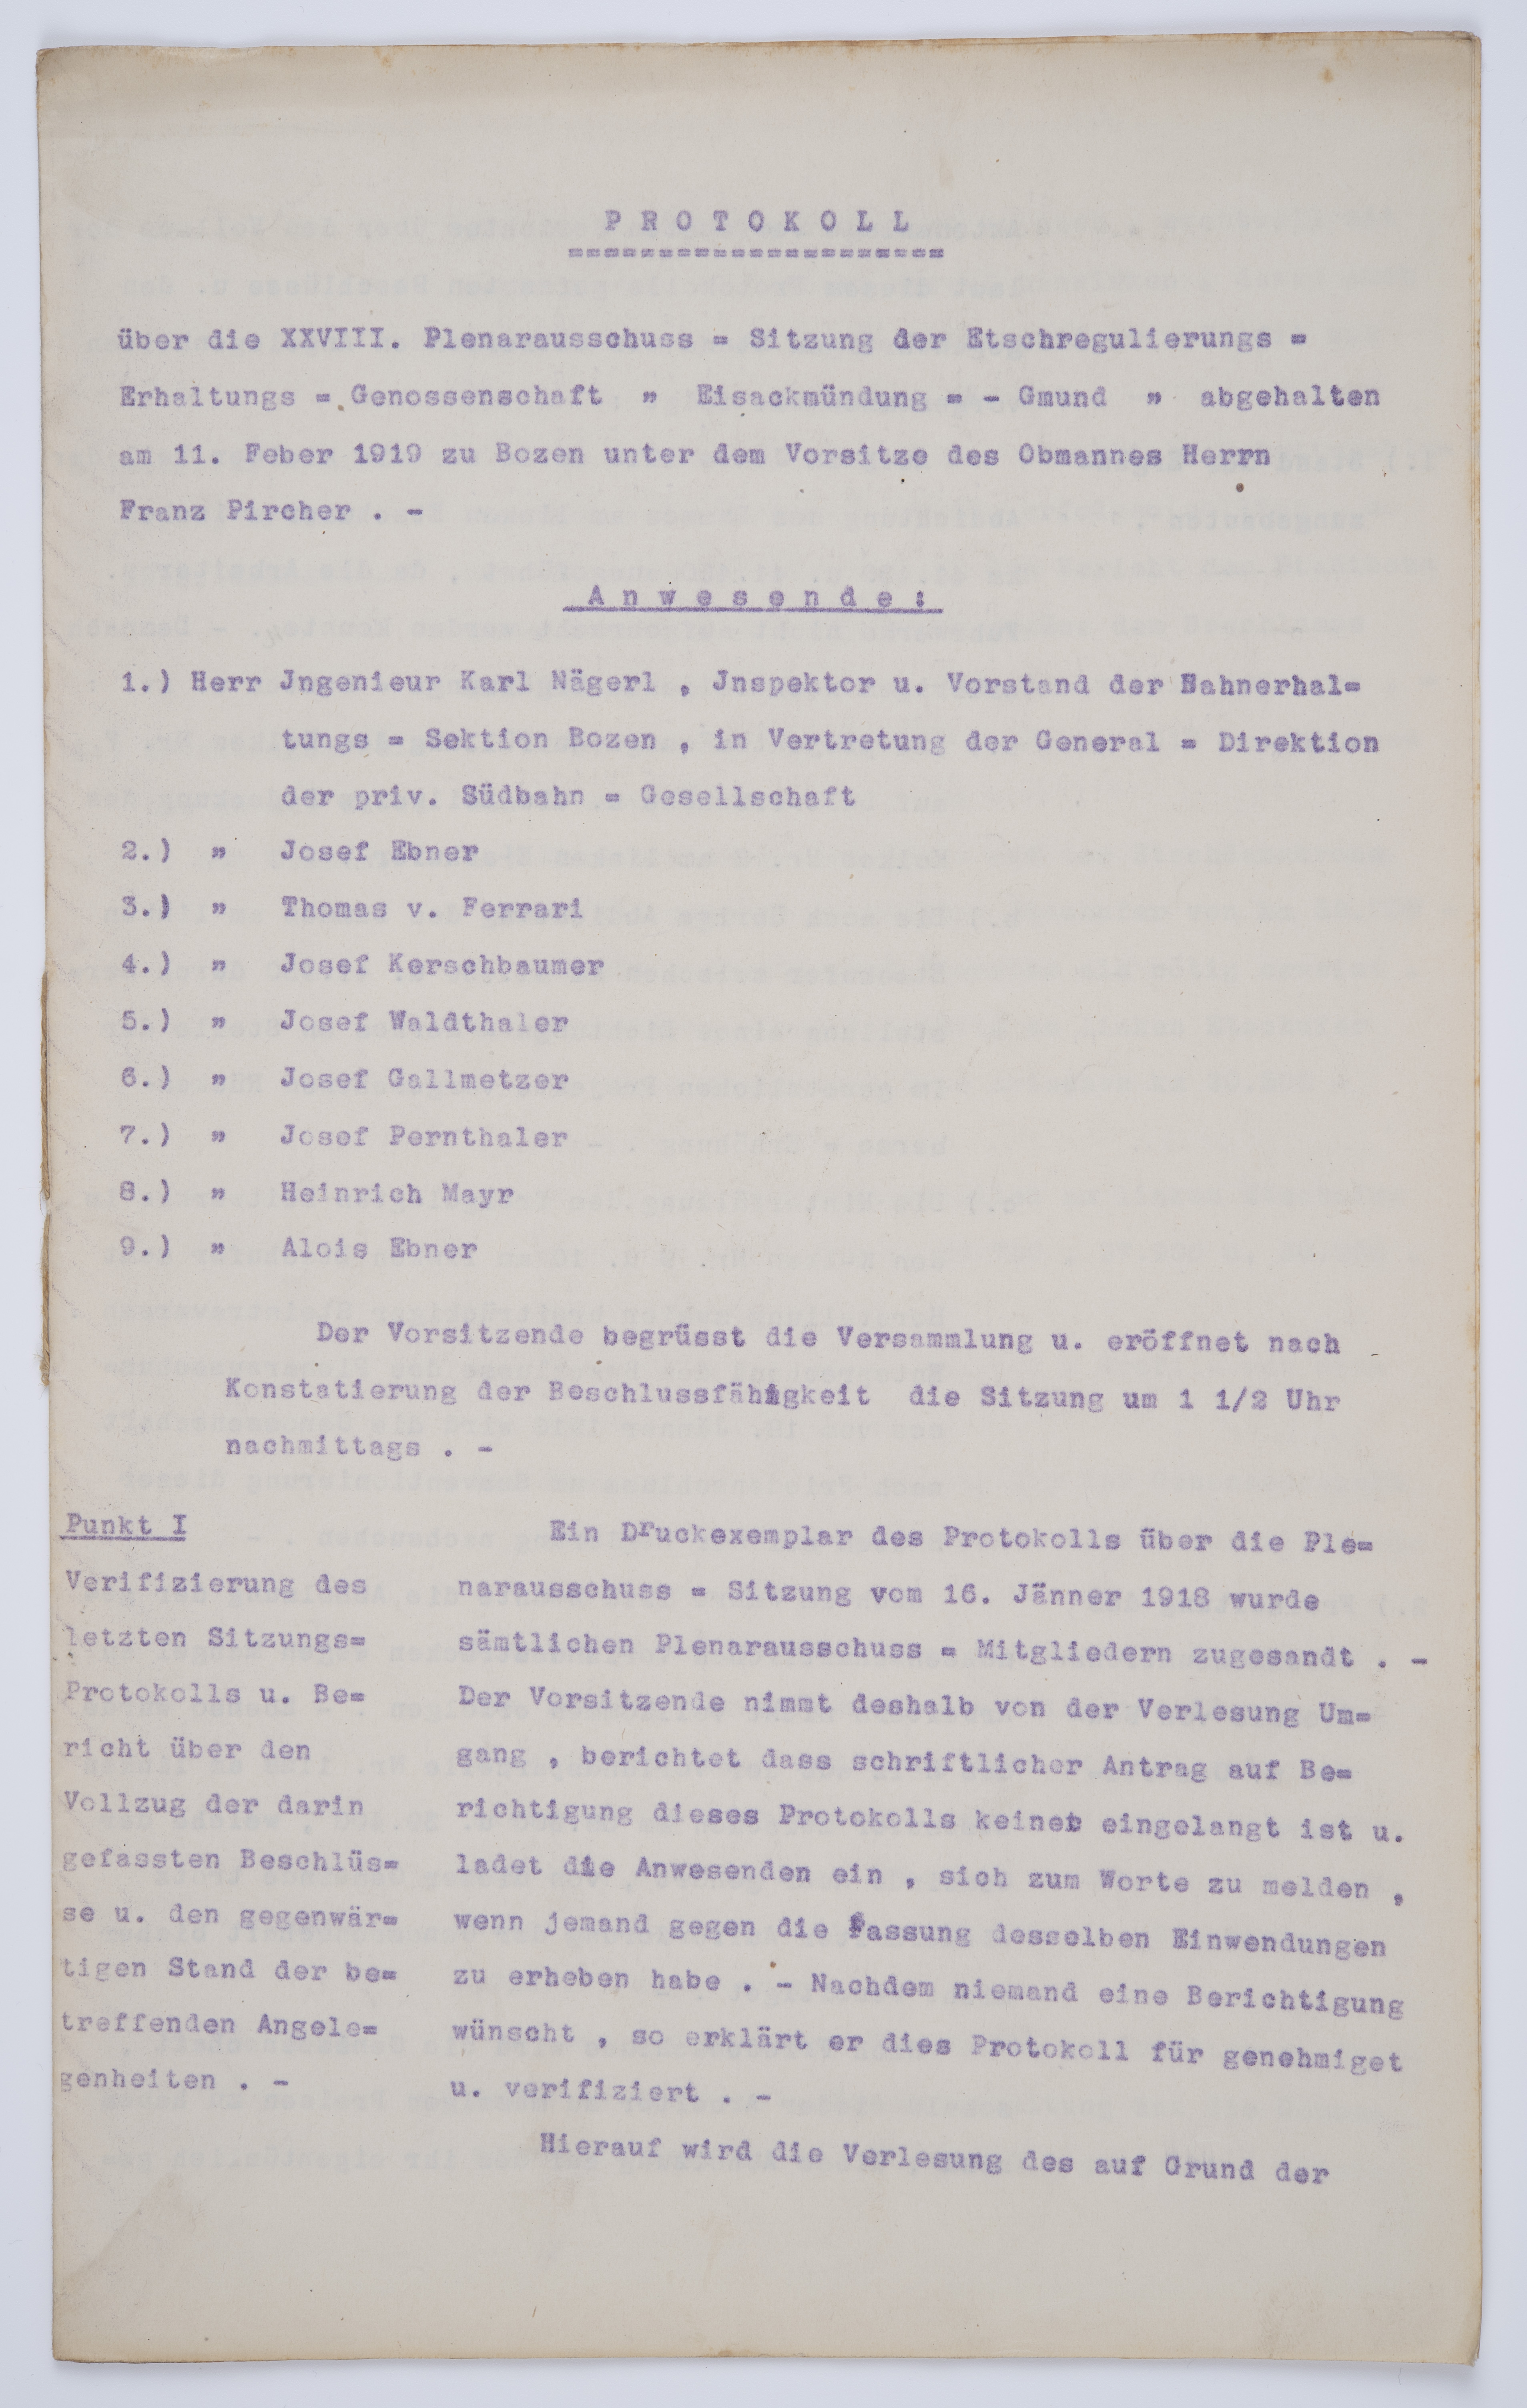 PROTOKOLL
=====================
über die XXVIII. Plenarausschuss = Sitzung der Etschregulierungs =
Erhaltungs = Genossenschaft " Eisackmündung = - Gmund " abgehalten
am 11. Feber 1919 zu Bozen unter dem Vorsitze des Obmannes Herrn
Franz Pircher . -
Anwesende:
1.) Herr Jngenieur Karl Nägerl , Jnspektor u. Vorstand der Bahnerhal=
tungs = Sektion Bozen , in Vertretung der General = Direktion
der priv. Südbahn = Gesellschaft
2.) " Josef Ebner
3.) " Thomas v. Ferrari
4.) " Josef Kerschbaumer
5.) " Josef Waldthaler
6.) " Josef Gallmetzer
7.) " Josef Pernthaler
8.) " Heinrich Mayr
9.) " Alois Ebner
Der Vorsitzende begrüsst die Versammlung u. eröffnet nach
Konstatierung der Beschlussfähigkeit die Sitzung um 1 1/2 Uhr
nachmittags . -
Punkt I
Verifizierung des
letzten Sitzungs=
Protokolls u. Be=
richt über den
Vollzug der darin
gefassten Beschlüs=
se u. den gegenwär=
tigen Stand der be=
treffenden Angele=
genheiten . -
Ein Druckexemplar des Protokolls über die Ple=
narausschuss = Sitzung vom 16. Jänner 1918 wurde
sämtlichen Plenarausschuss = Mitgliedern zugesandt . -
Der Vorsitzende nimmt deshalb von der Verlesung Um=
gang , berichtet dass schriftlicher Antrag auf Be=
richtigung dieses Protokolls keiner eingelangt ist u.
ladet die Anwesenden ein , sich zum Worte zu melden ,
wenn jemand gegen die Fassung desselben Einwendungen
zu erheben habe . - Nachdem niemand eine Berichtigung
wünscht , so erklärt er dies Protokoll für genehmiget
u. verifiziert . -
Hierauf wird die Verlesung des auf Grund der